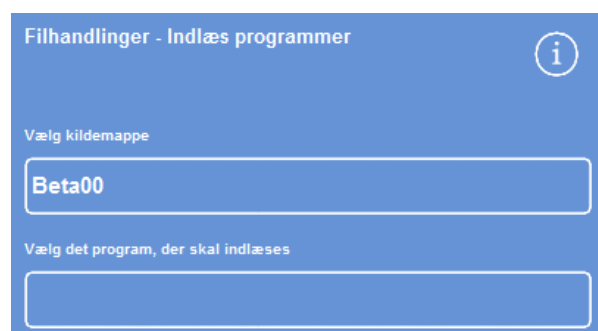 Filhandlinger - Indlæs programmer
i
Vælg kildemappe
Beta00
Vælg det program, der skal indlæses